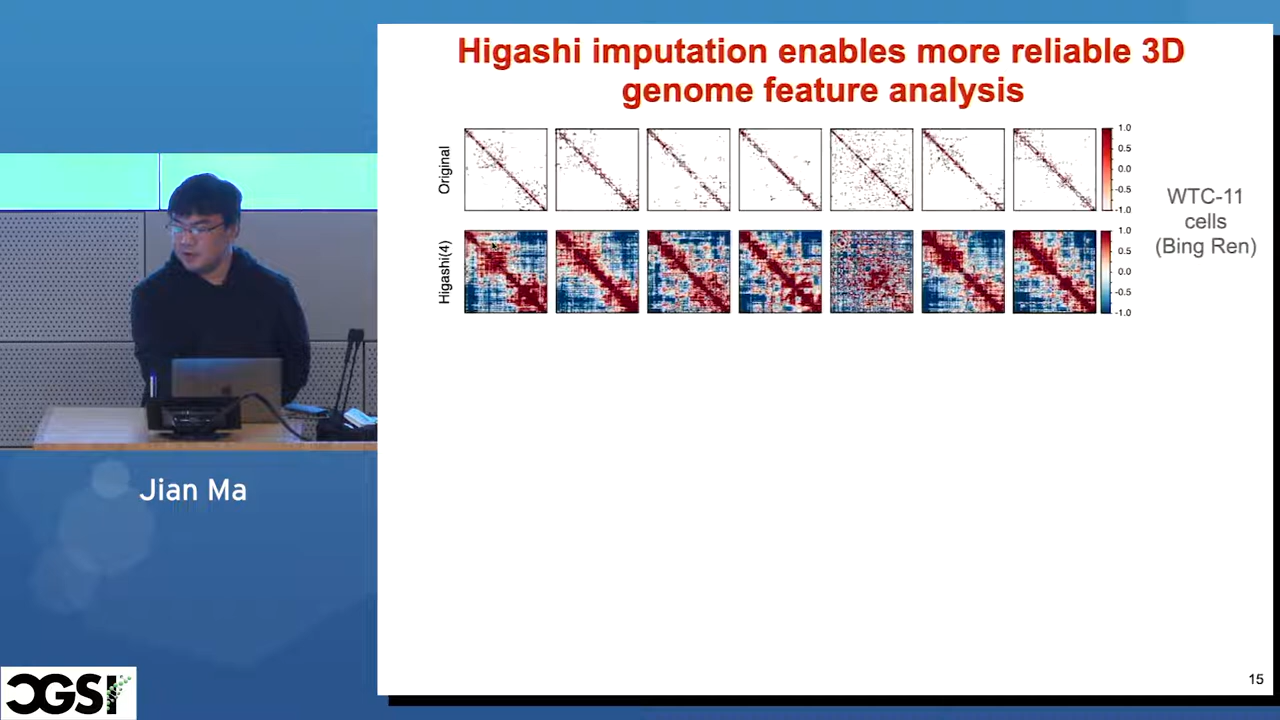 Higashi imputation enables more reliable 3D
genome feature analysis
Original
1.0
0.5
0.0
-0.5
-1.0
Higashi(4)
1.0
0.5
0.0
-0.5
-1.0
WTC-11
cells
(Bing Ren)
15
Jian Ma
CGSI